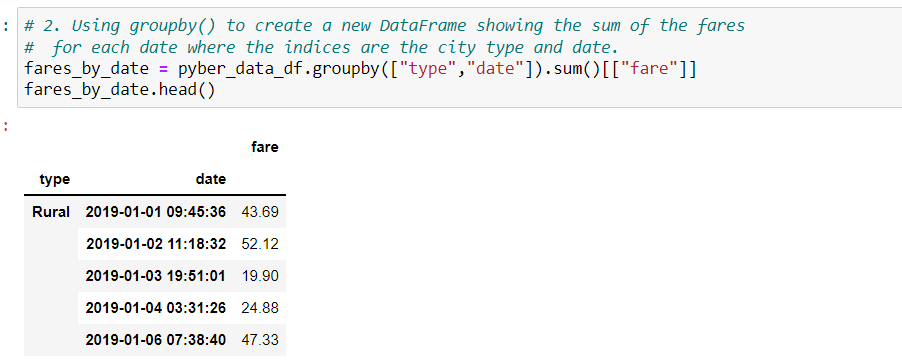 : # 2. Using groupby() to create a new DataFrame showing the sum of the fares
#  for each date where the indices are the city type and date.
fares_by_date = pyber_data_df.groupby(["type","date"]).sum()[["fare"]]
fares_by_date.head()
:
fare
type date
Rural 2019-01-01 09:45:36 43.69
2019-01-02 11:18:32 52.12
2019-01-03 19:51:01 19.90
2019-01-04 03:31:26 24.88
2019-01-06 07:38:40 47.33